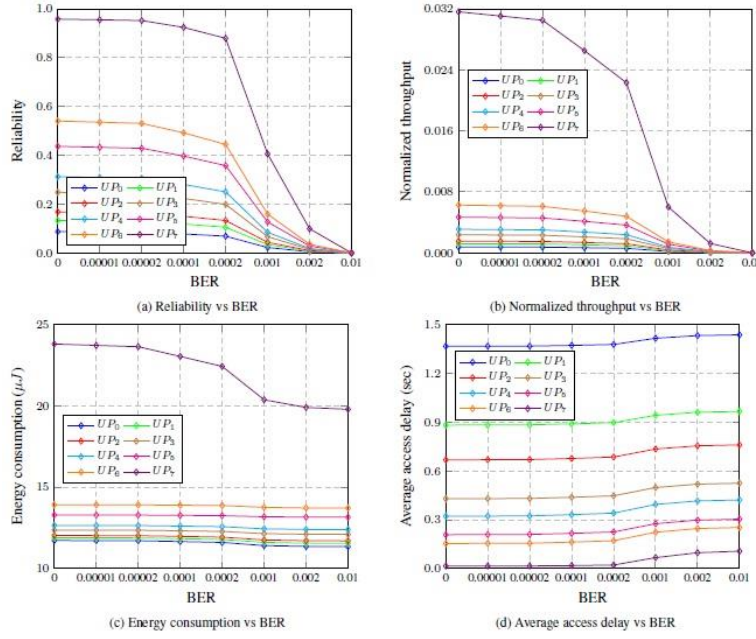 1.0
0.8
0.6
0.4
0.2
0.0
Reliability
UP0 UP1
UP2 UP3
UP4 UP5
UP6 UP7
0 0.00001 0.00002 0.0001 0.0002 0.001 0.002 0.01
BER
(a) Reliability vs BER
0.032
0.024
0.016
0.008
0.000
Normalized throughput
UP0 UP1
UP2 UP3
UP4 UP5
UP6 UP7
0 0.00001 0.00002 0.0001 0.0002 0.001 0.002 0.01
BER
(b) Normalized throughput vs BER
25
20
15
10
Energy consumption (μJ)
UP0 UP1
UP2 UP3
UP4 UP5
UP6 UP7
0 0.00001 0.00002 0.0001 0.0002 0.001 0.002 0.01
BER
(c) Energy consumption vs BER
1.5
1.2
0.9
0.6
0.3
0.0
Average access delay (sec)
UP0 UP1
UP2 UP3
UP4 UP5
UP6 UP7
0 0.00001 0.00002 0.0001 0.0002 0.001 0.002 0.01
BER
(d) Average access delay vs BER